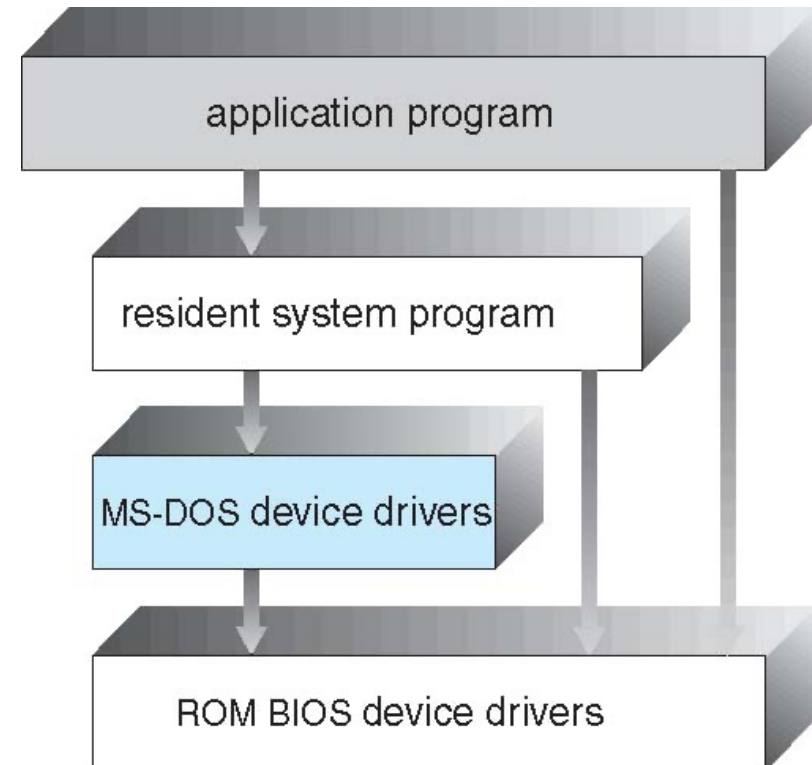 application program
resident system program
MS-DOS device drivers
ROM BIOS device drivers